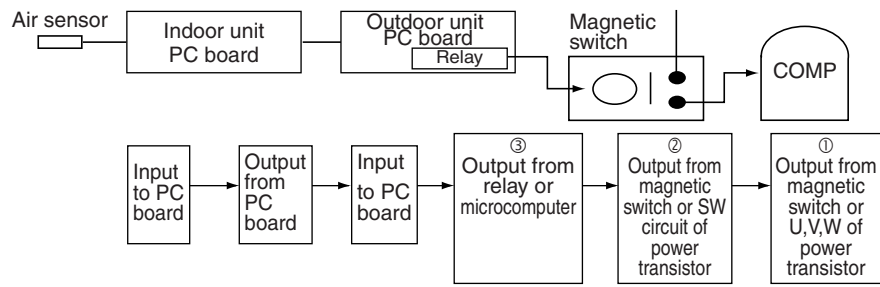 Air sensor
Indoor unit
PC board
Outdoor unit
PC board
Relay
Magnetic
switch
COMP
Input
to PC
board
Output
from
PC
board
Input
to PC
board
③
Output from
relay or
microcomputer
②
Output from
magnetic
switch or SW
circuit of
power
transistor
①
Output from
magnetic
switch or
U,V,W of
power
transistor